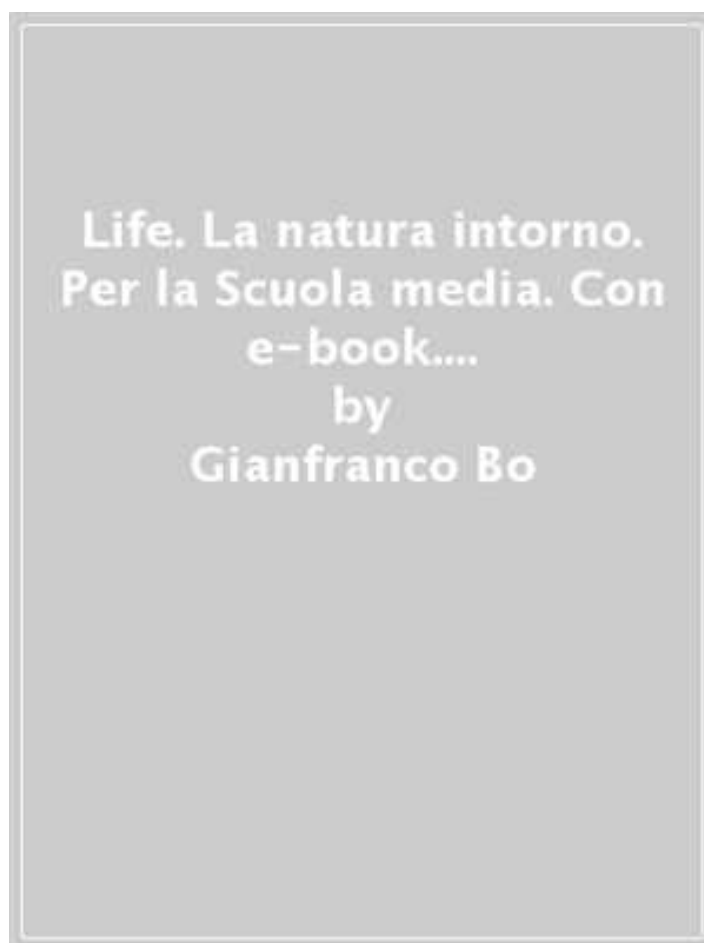 Life. La natura intorno.
Per la Scuola media. Con
e-book....
by
Gianfranco Bo